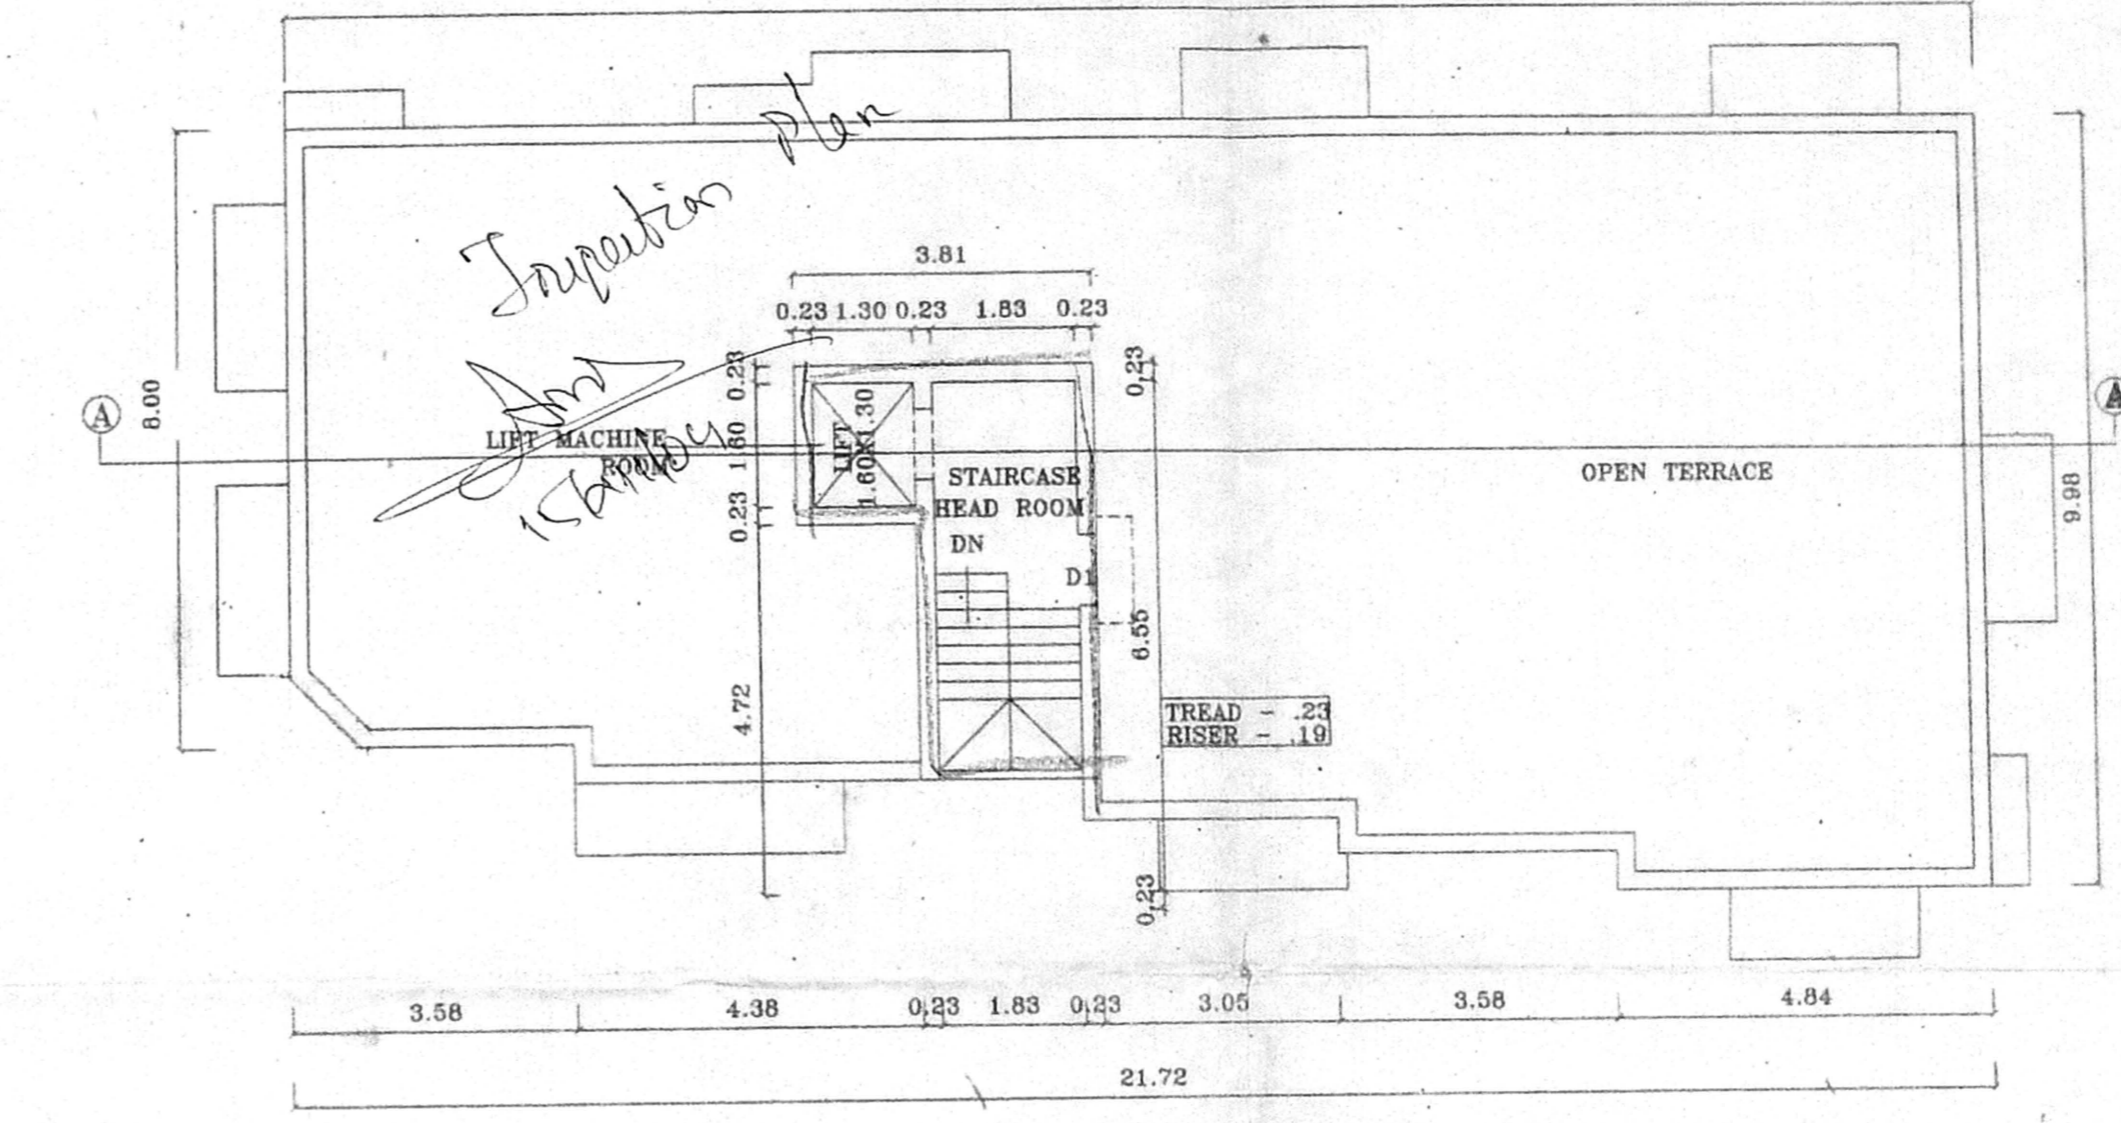 Plan
Inspection
3.81
0.23 1.30 0.23 1.83 0.23
0.23
0.23
8.00
A
A
LIFT MACHINE
ROOM
1.60
LIFT
1.60X1.30
STAIRCASE
HEAD ROOM
OPEN TERRACE
9.98
0.23
DN
D1
6.55
4.72
TREAD - .23
RISER - .19
0.23
3.58 4.38 0.23 1.83 0.23 3.05 3.58 4.84
21.72